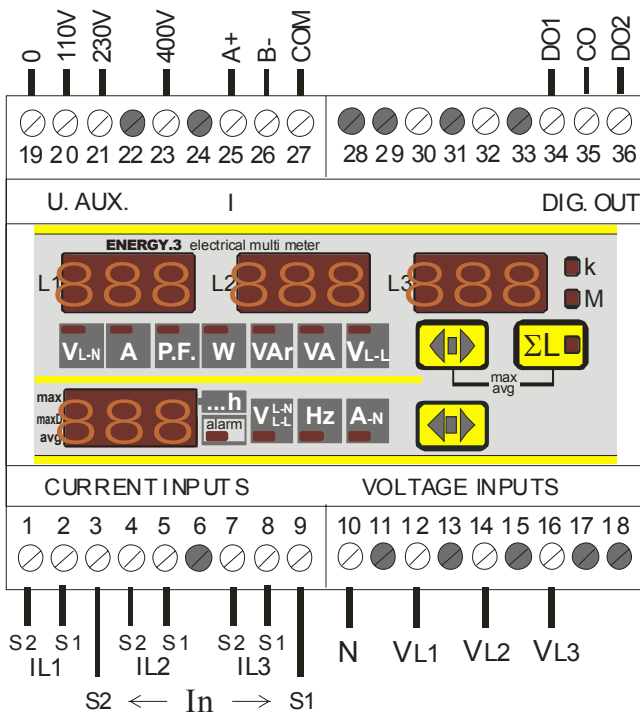 0 110V 230V 400V A+ B- COM DO1 CO DO2
19 20 21 22 23 24 25 26 27 28 29 30 31 32 33 34 35 36
U. AUX. I DIG. OUT
ENERGY.3 electrical multi meter
L1 888 L2 888 L3 888 k
M
VL-N A P.F. W VAr VA VL-L ΣL
max
avg
max 888 ...h VL-N L-L Hz A-N
maxD alarm
avg
CURRENT INPUTS VOLTAGE INPUTS
1 2 3 4 5 6 7 8 9 10 11 12 13 14 15 16 17 18
S2 S1 S2 S1 S2 S1 N VL1 VL2 VL3
IL1 IL2 IL3
S2 ← In → S1